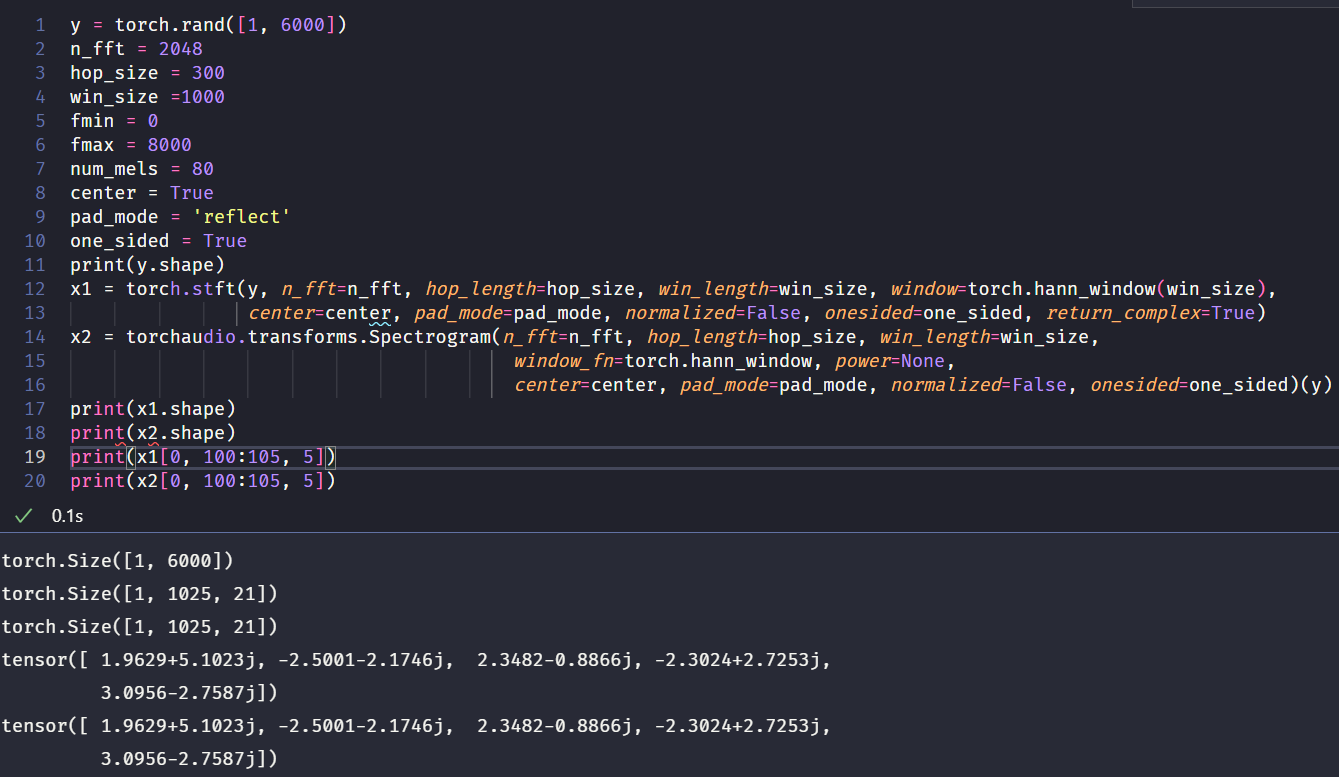 1 y = torch.rand([1, 6000])
2 n_fft = 2048
3 hop_size = 300
4 win_size =1000
5 fmin = 0
6 fmax = 8000
7 num_mels = 80
8 center = True
9 pad_mode = 'reflect'
10 one_sided = True
11 print(y.shape)
12 x1 = torch.stft(y, n_fft=n_fft, hop_length=hop_size, win_length=win_size, window=torch.hann_window(win_size),
13 center=center, pad_mode=pad_mode, normalized=False, onesided=one_sided, return_complex=True)
14 x2 = torchaudio.transforms.Spectrogram(n_fft=n_fft, hop_length=hop_size, win_length=win_size,
15 window_fn=torch.hann_window, power=None,
16 center=center, pad_mode=pad_mode, normalized=False, onesided=one_sided)(y)
17 print(x1.shape)
18 print(x2.shape)
19 print(x1[0, 100:105, 5])
20 print(x2[0, 100:105, 5])
0.1s
torch.Size([1, 6000])
torch.Size([1, 1025, 21])
torch.Size([1, 1025, 21])
tensor([ 1.9629+5.1023j, -2.5001-2.1746j,  2.3482-0.8866j, -2.3024+2.7253j,
3.0956-2.7587j])
tensor([ 1.9629+5.1023j, -2.5001-2.1746j,  2.3482-0.8866j, -2.3024+2.7253j,
3.0956-2.7587j])